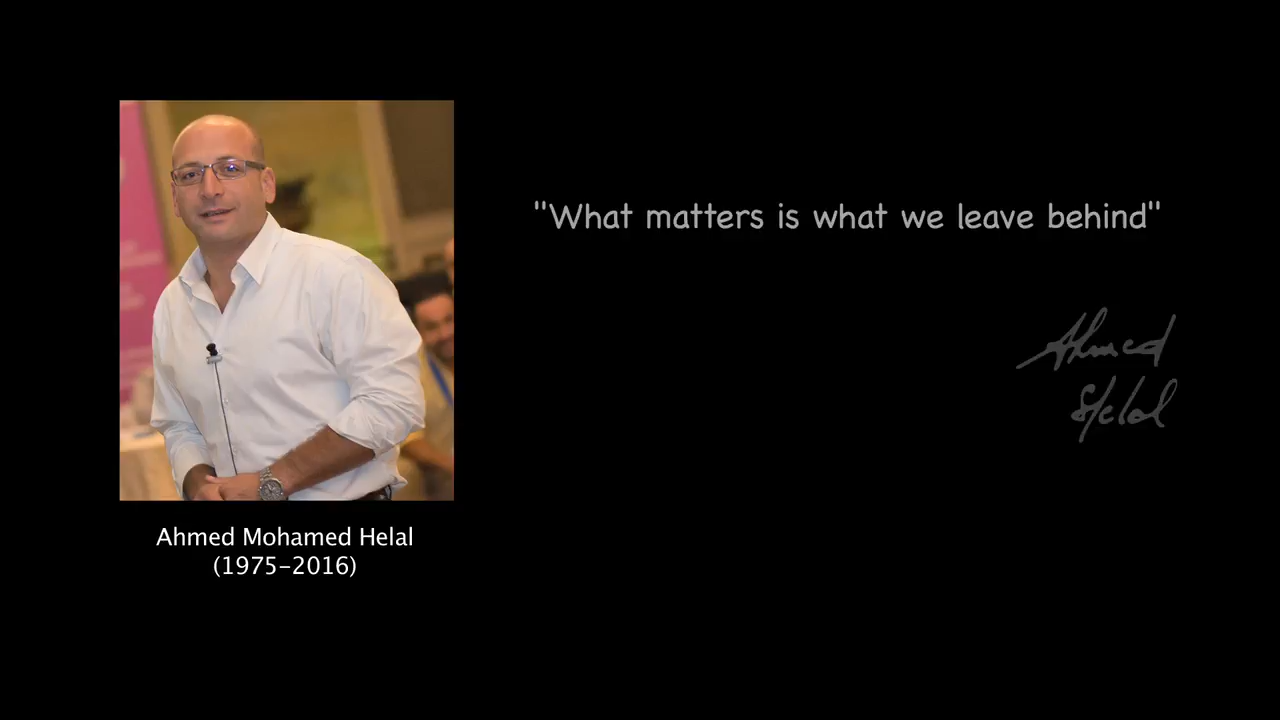 "What matters is what we leave behind"
Ahmed
Helal
Ahmed Mohamed Helal
(1975-2016)